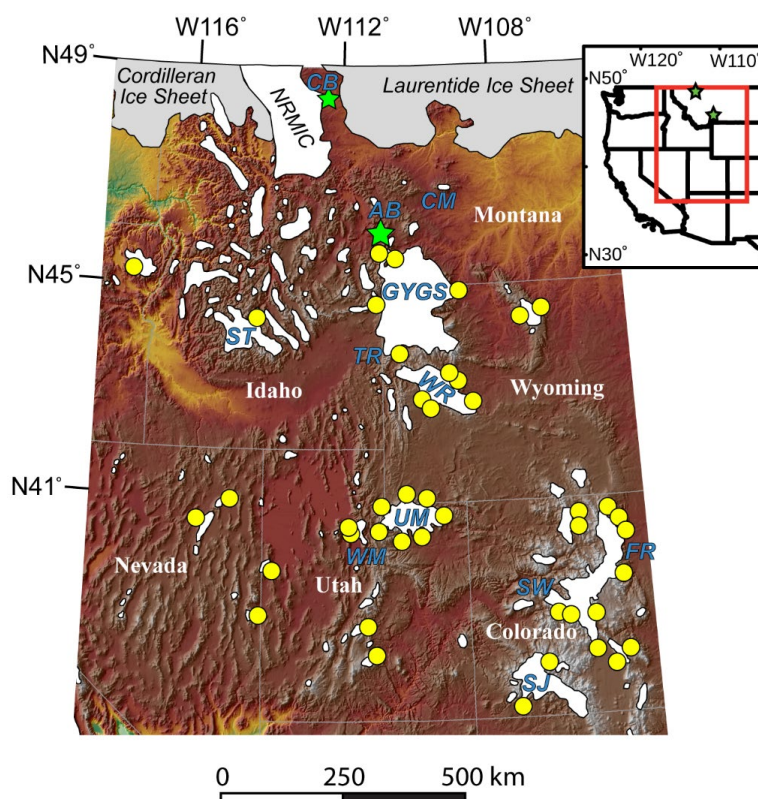 W116° W112° W108°
N49°
Cordilleran
Ice Sheet
NRMIC
CB
Laurentide Ice Sheet
W120° W110°
N50°
N30°
CM
AB
Montana
N45°
GYGS
ST
TR
WR
Idaho
Wyoming
N41°
UM
WM
FR
Nevada
Utah
SW
Colorado
SJ
0 250 500 km